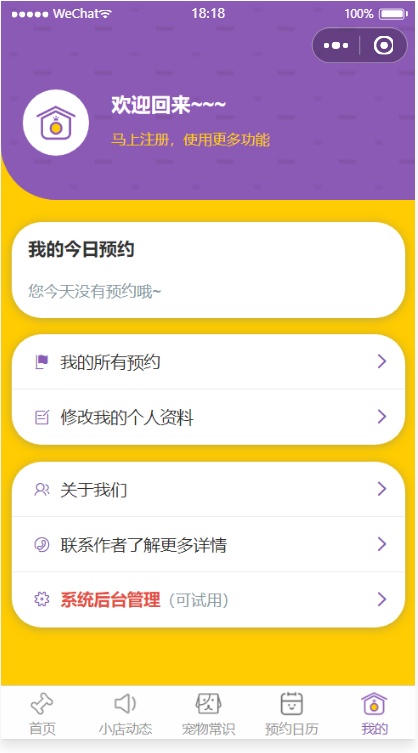 ●●●●● WeChat 18:18 100%
欢迎回来~~~
马上注册，使用更多功能
我的今日预约
您今天没有预约哦~
我的所有预约
修改我的个人资料
关于我们
联系作者了解更多详情
系统后台管理（可试用）
首页 小店动态 宠物常识 预约日历 我的